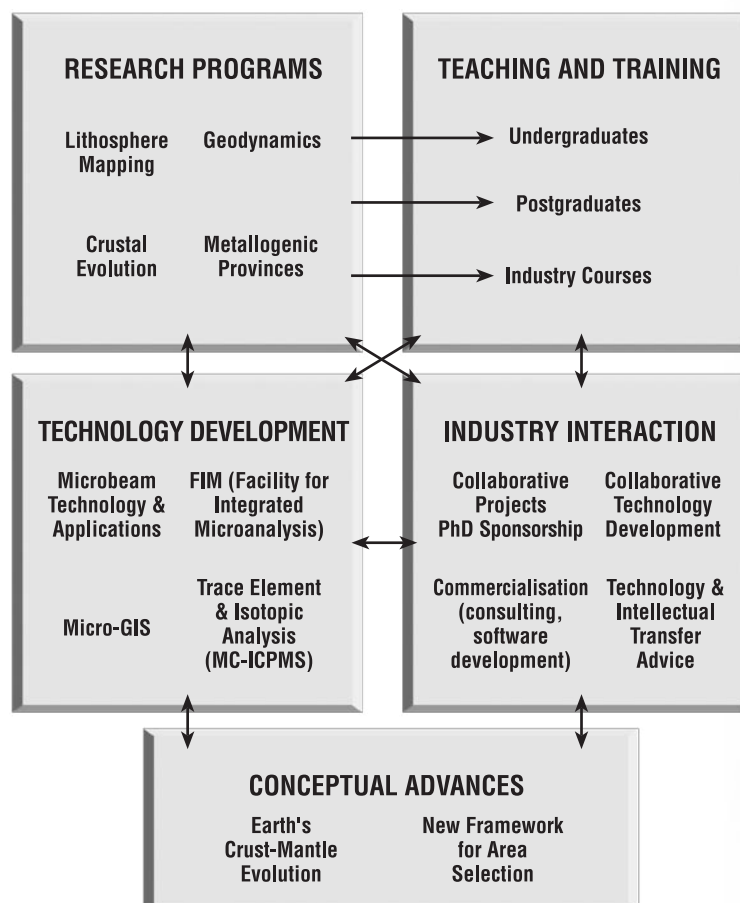 RESEARCH PROGRAMS
Lithosphere
Mapping
Geodynamics
Crustal
Evolution
Metallogenic
Provinces
TEACHING AND TRAINING
Undergraduates
Postgraduates
Industry Courses
TECHNOLOGY DEVELOPMENT
Microbeam
Technology &
Applications
FIM (Facility for
Integrated
Microanalysis)
Micro-GIS
Trace Element
& Isotopic
Analysis
(MC-ICPMS)
INDUSTRY INTERACTION
Collaborative
Projects
PhD Sponsorship
Collaborative
Technology
Development
Commercialisation
(consulting,
software
development)
Technology &
Intellectual
Transfer
Advice
CONCEPTUAL ADVANCES
Earth's
Crust-Mantle
Evolution
New Framework
for Area
Selection